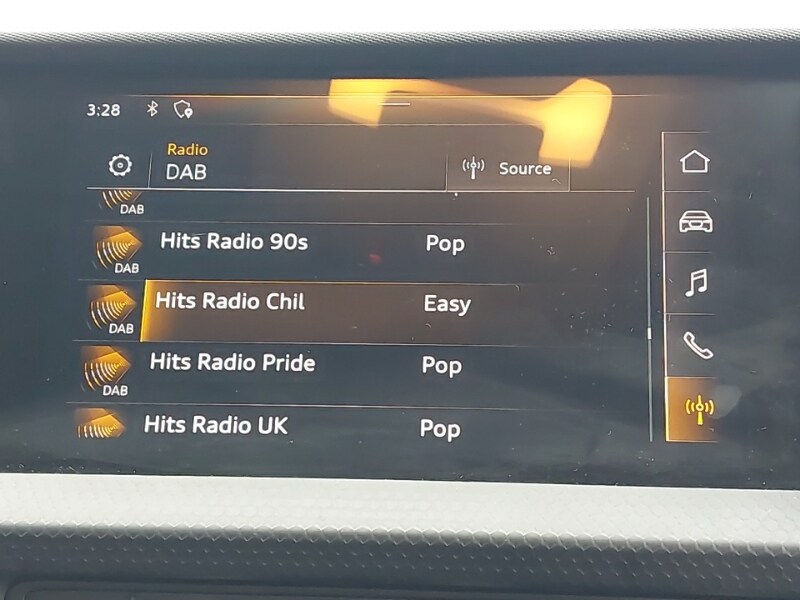 3:28
Radio
DAB
Source
DAB
Hits Radio 90s Pop
DAB
Hits Radio Chil Easy
DAB
Hits Radio Pride Pop
DAB
Hits Radio UK Pop